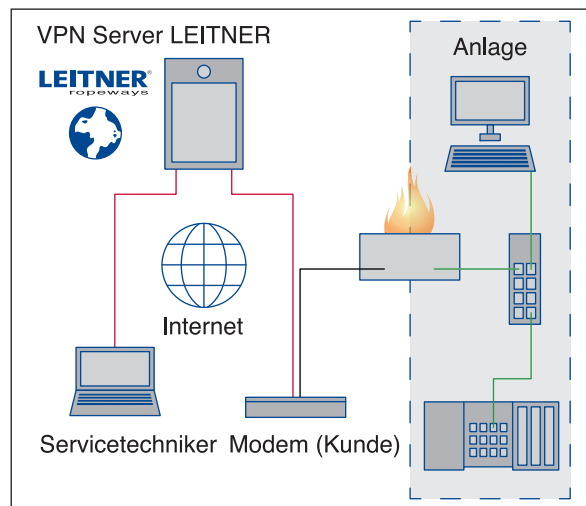 VPN Server LEITNER
Anlage
LEITNER®
ropeways
Internet
Servicetechniker
Modem (Kunde)